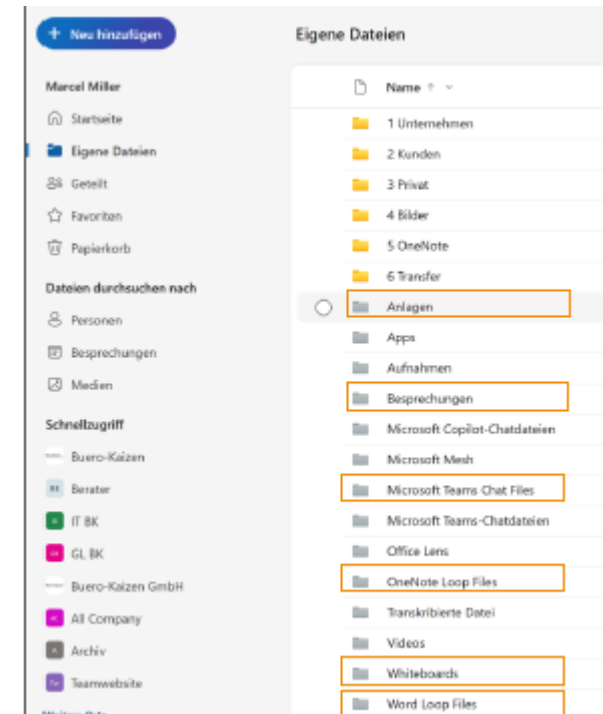 + Neu hinzufügen
Eigene Dateien
Marcel Miller
Startseite
Eigene Dateien
Geteilt
Favoriten
Papierkorb
Dateien durchsuchen nach
Personen
Besprechungen
Medien
Schnellzugriff
Buero-Kaizen
Berater
IT BK
GL BK
Buero-Kaizen GmbH
All Company
Archiv
Teamwebsite
Name
1 Unternehmen
2 Kunden
3 Privat
4 Bilder
5 OneNote
6 Transfer
Anlagen
Apps
Aufnahmen
Besprechungen
Microsoft Copilot-Chatdateien
Microsoft Mesh
Microsoft Teams Chat Files
Microsoft Teams-Chatdateien
Office Lens
OneNote Loop Files
Transkribierte Datei
Videos
Whiteboards
Word Loop Files